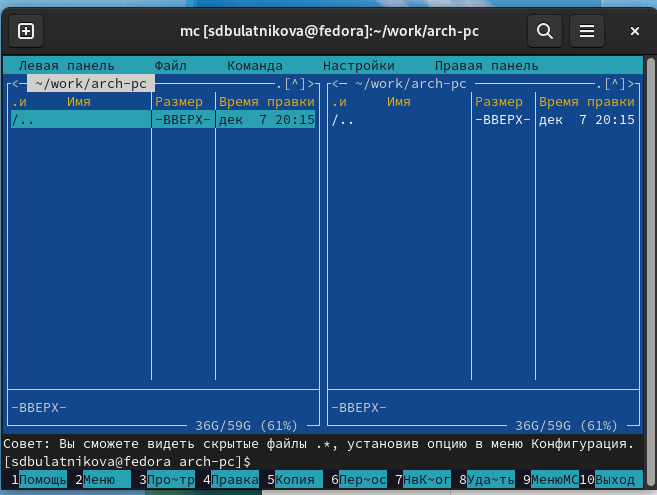 mc [sdbulatnikova@fedora]:~/work/arch-pc
Левая панель Файл Команда Настройки Правая панель
<─ ~/work/arch-pc .[^]>
.и Имя Размер Время правки
/.. -ВВЕРХ- дек 7 20:15
-ВВЕРХ-
36G/59G (61%)
<─ ~/work/arch-pc .[^]>
.и Имя Размер Время правки
/.. -ВВЕРХ- дек 7 20:15
-ВВЕРХ-
36G/59G (61%)
Совет: Вы сможете видеть скрытые файлы .*, установив опцию в меню Конфигурация.
[sdbulatnikova@fedora arch-pc]$
1Помощь 2Меню 3Про~тр 4Правка 5Копия 6Пер~ос 7НвК~ог 8Уда~ть 9МенюMC 10Выход